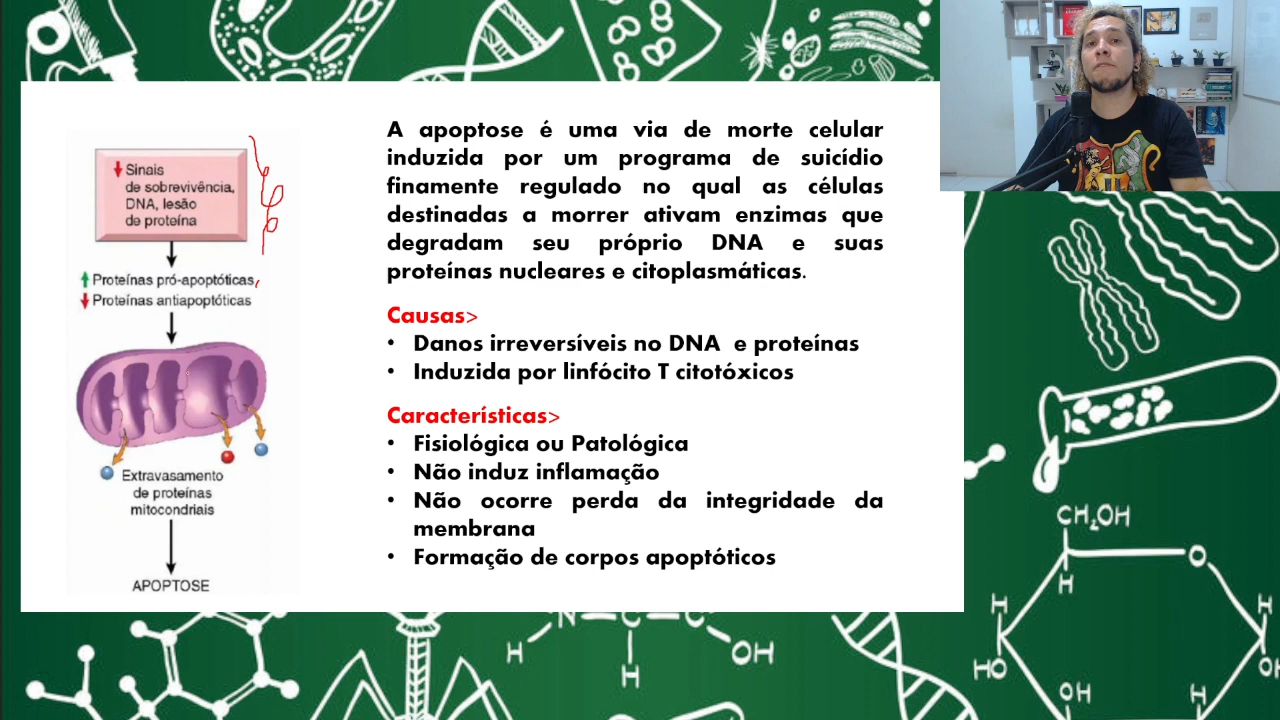 Sinais
de sobrevivência,
DNA, lesão
de proteína
Proteínas pró-apoptóticas
Proteínas antiapoptóticas
Extravasamento
de proteínas
mitocondriais
APOPTOSE
A apoptose é uma via de morte celular
induzida por um programa de suicídio
finamente regulado no qual as células
destinadas a morrer ativam enzimas que
degradam seu próprio DNA e suas
proteínas nucleares e citoplasmáticas.
Causas>
• Danos irreversíveis no DNA e proteínas
• Induzida por linfócito T citotóxicos
Características>
• Fisiológica ou Patológica
• Não induz inflamação
• Não ocorre perda da integridade da
membrana
• Formação de corpos apoptóticos
CH₂OH
O
H
H
H
HO
OH
H
OH
H
N
C
C
OH
H